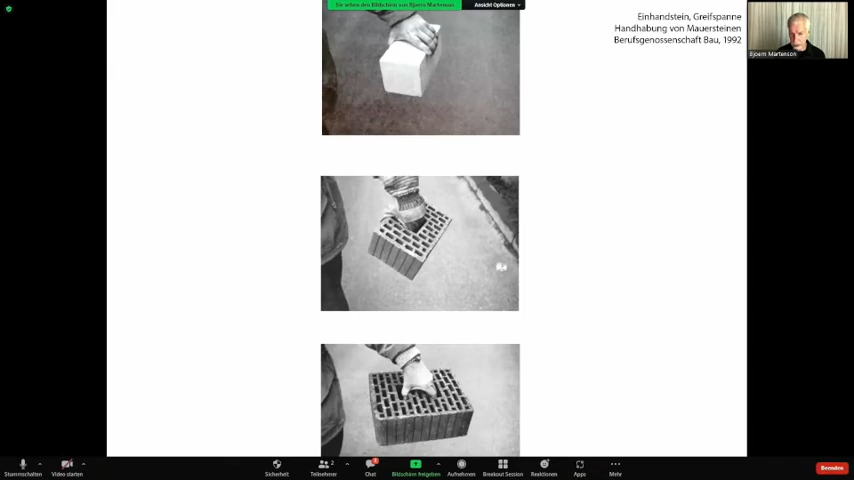 Sie sehen den Bildschirm von Bjoern Martenson
Ansicht Optionen
Einhandstein, Greifspanne
Handhabung von Mauersteinen
Berufsgenossenschaft Bau, 1992
Bjoern Martenson
Stummschalten
Video starten
Sicherheit
2
Teilnehmer
Chat
Bildschirm freigeben
Aufnehmen
Breakout Session
Reaktionen
Apps
Mehr
Beenden